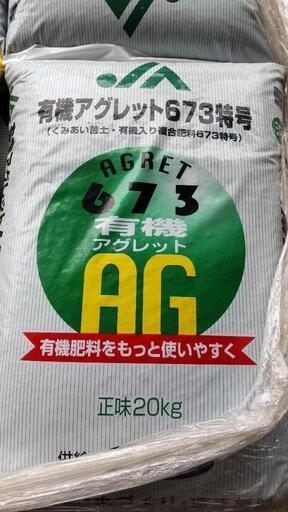 JA
有機アグレット673特号
(くみあい苦土・有機入り複合肥料673特号)
AGRET
673
有機
アグレット
AG
有機肥料をもっと使いやすく
正味20kg
供給